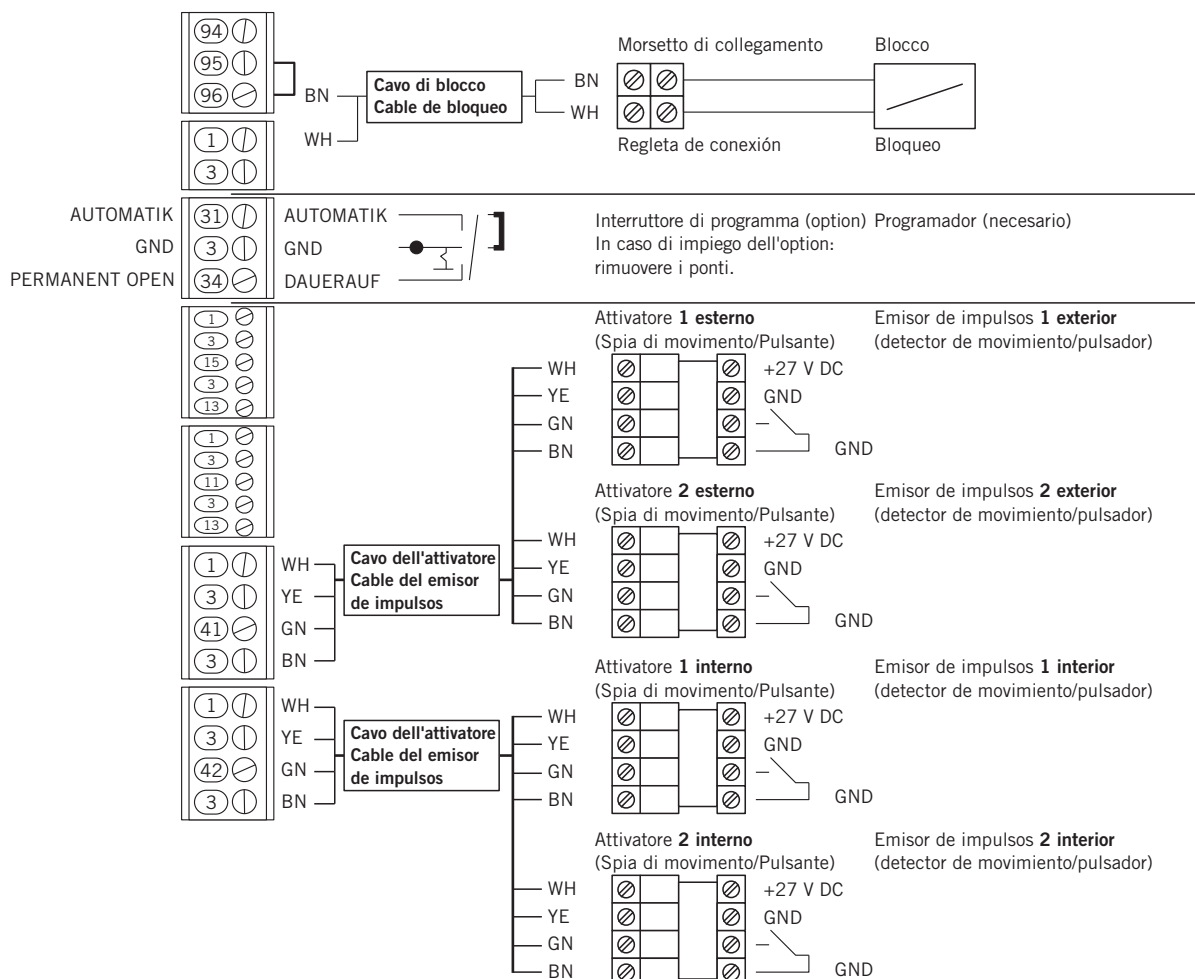 94
95
96
BN
WH
Cavo di blocco
Cable de bloqueo
BN
WH
Morsetto di collegamento
Blocco
Regleta de conexión
Bloqueo
1
3
AUTOMATIK
31
AUTOMATIK
GND
3
GND
PERMANENT OPEN
34
DAUERAUF
Interruttore di programma (option)
In caso di impiego dell'option:
rimuovere i ponti.
Programador (necesario)
1
3
15
3
13
1
3
11
3
13
Attivatore 1 esterno
(Spia di movimento/Pulsante)
Emisor de impulsos 1 exterior
(detector de movimiento/pulsador)
WH
+27 V DC
YE
GND
GN
BN
GND
Attivatore 2 esterno
(Spia di movimento/Pulsante)
Emisor de impulsos 2 exterior
(detector de movimiento/pulsador)
WH
+27 V DC
YE
GND
GN
BN
GND
1
WH
3
YE
41
GN
3
BN
Cavo dell'attivatore
Cable del emisor
de impulsos
Attivatore 1 interno
(Spia di movimento/Pulsante)
Emisor de impulsos 1 interior
(detector de movimiento/pulsador)
WH
+27 V DC
YE
GND
GN
BN
GND
1
WH
3
YE
42
GN
3
BN
Cavo dell'attivatore
Cable del emisor
de impulsos
Attivatore 2 interno
(Spia di movimento/Pulsante)
Emisor de impulsos 2 interior
(detector de movimiento/pulsador)
WH
+27 V DC
YE
GND
GN
BN
GND